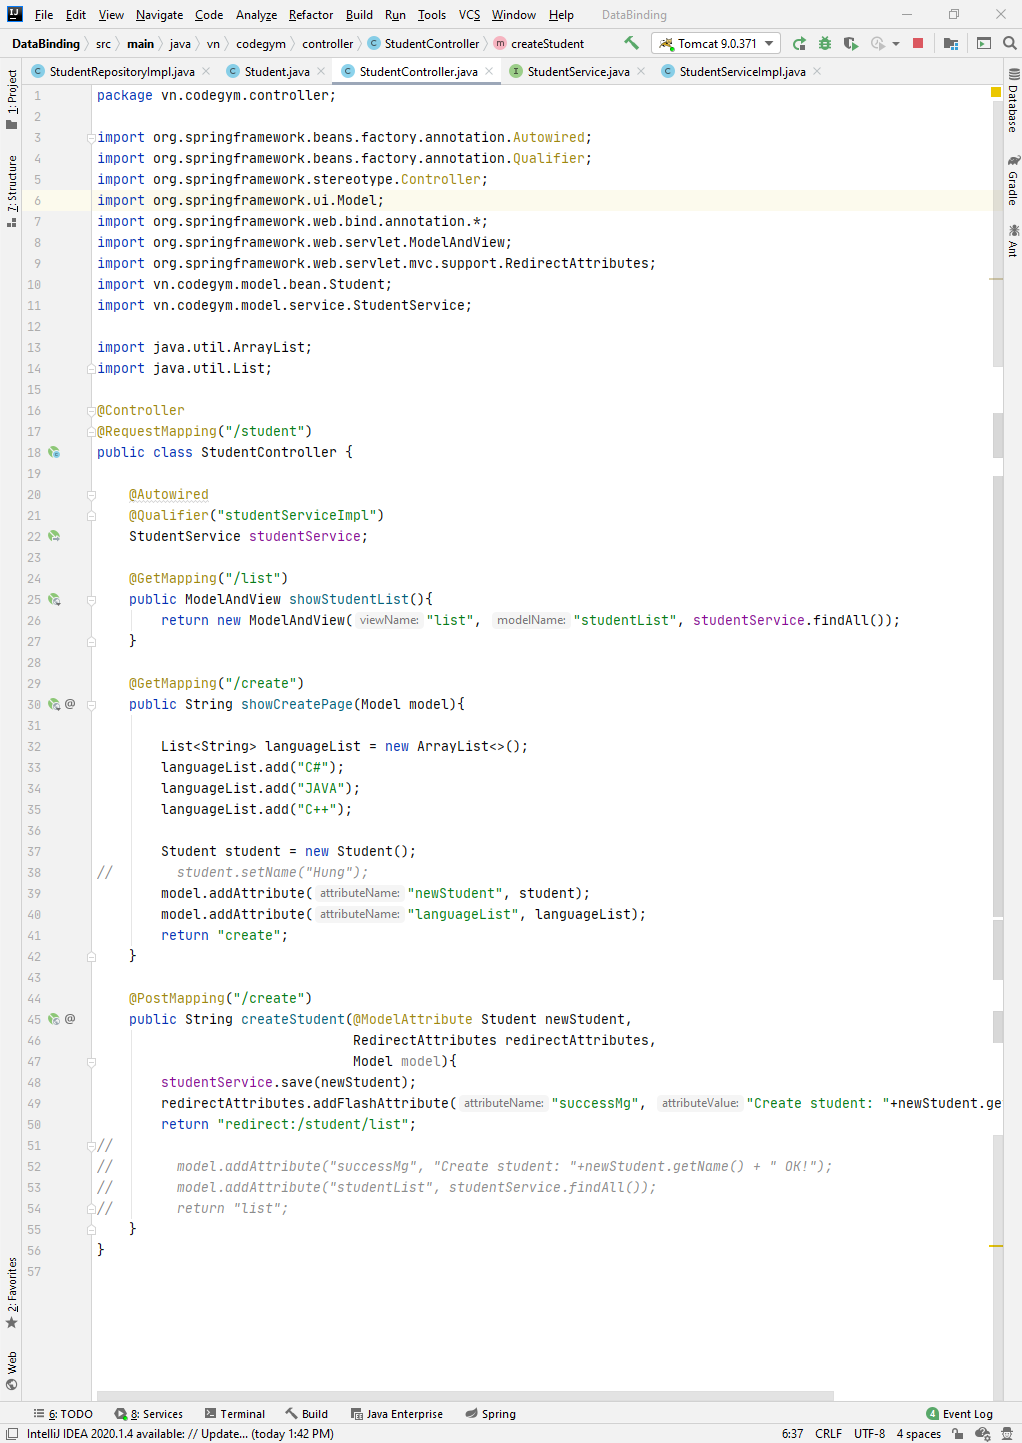 File Edit View Navigate Code Analyze Refactor Build Run Tools VCS Window Help DataBinding
DataBinding src main java vn codegym controller StudentController createStudent Tomcat 9.0.371
StudentRepositoryImpl.java StudentController.java Student.java StudentService.java StudentServiceImpl.java
1: Project
7: Structure
2: Favorites
Web
Database
Gradle
Ant
1 package vn.codegym.controller;
2
3 import org.springframework.beans.factory.annotation.Autowired;
4 import org.springframework.beans.factory.annotation.Qualifier;
5 import org.springframework.stereotype.Controller;
6 import org.springframework.ui.Model;
7 import org.springframework.web.bind.annotation.*;
8 import org.springframework.web.servlet.ModelAndView;
9 import org.springframework.web.servlet.mvc.support.RedirectAttributes;
10 import vn.codegym.model.bean.Student;
11 import vn.codegym.model.service.StudentService;
12
13 import java.util.ArrayList;
14 import java.util.List;
15
16 @Controller
17 @RequestMapping("/student")
18 public class StudentController {
19
20 @Autowired
21 @Qualifier("studentServiceImpl")
22 StudentService studentService;
23
24 @GetMapping("/list")
25 public ModelAndView showStudentList(){
26 return new ModelAndView( viewName: "list", modelName: "studentList", studentService.findAll());
27 }
28
29 @GetMapping("/create")
30 @ public String showCreatePage(Model model){
31
32 List<String> languageList = new ArrayList<>();
33 languageList.add("C#");
34 languageList.add("JAVA");
35 languageList.add("C++");
36
37 Student student = new Student();
38 // student.setName("Hung");
39 model.addAttribute( attributeName: "newStudent", student);
40 model.addAttribute( attributeName: "languageList", languageList);
41 return "create";
42 }
43
44 @PostMapping("/create")
45 @ public String createStudent(@ModelAttribute Student newStudent,
46 RedirectAttributes redirectAttributes,
47 Model model){
48 studentService.save(newStudent);
49 redirectAttributes.addFlashAttribute( attributeName: "successMg", attributeValue: "Create student: "+newStudent.ge
50 return "redirect:/student/list";
51 //
52 // model.addAttribute("successMg", "Create student: "+newStudent.getName() + " OK!");
53 // model.addAttribute("studentList", studentService.findAll());
54 // return "list";
55 }
56 }
57
6: TODO 8: Services Terminal Build Java Enterprise Spring 4 Event Log
IntelliJ IDEA 2020.1.4 available: // Update... (today 1:42 PM) 6:37 CRLF UTF-8 4 spaces